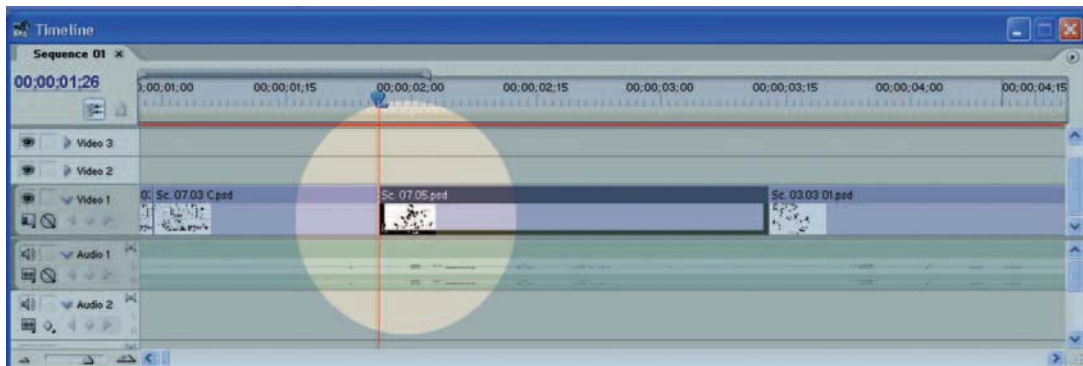 Timeline
Sequence 01
00;00;01;26
;00;01;00 00;00;01;15 00;00;02;00 00;00;02;15 00;00;03;00 00;00;03;15 00;00;04;00 00;00;04;15
Video 3
Video 2
Video 1 Sc. 07.03 C.psd Sc. 07.05.psd Sc. 03.03 01.psd
Audio 1
Audio 2